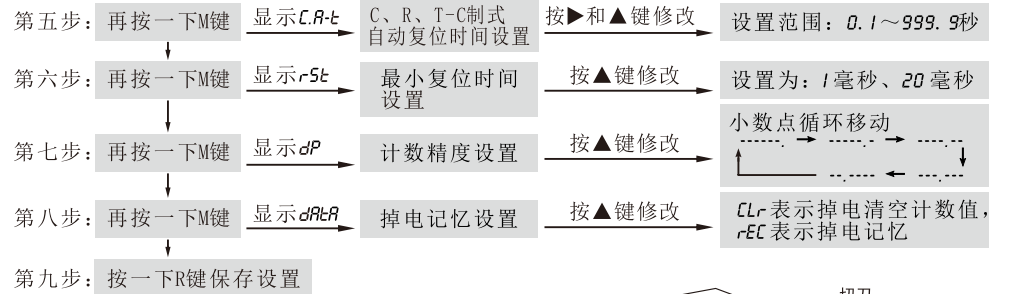 第五步: 再按一下M键 显示C.R-t C、R、T-C制式 按▶和▲键修改 设置范围: 0.1～999.9秒
自动复位时间设置
第六步: 再按一下M键 显示rSt 最小复位时间 按▲键修改 设置为: 1毫秒、20毫秒
设置
小数点循环移动
第七步: 再按一下M键 显示dP 计数精度设置 按▲键修改
第八步: 再按一下M键 显示dAtA 掉电记忆设置 按▲键修改 CLr表示掉电清空计数值，
rEC表示掉电记忆
第九步: 按一下R键保存设置